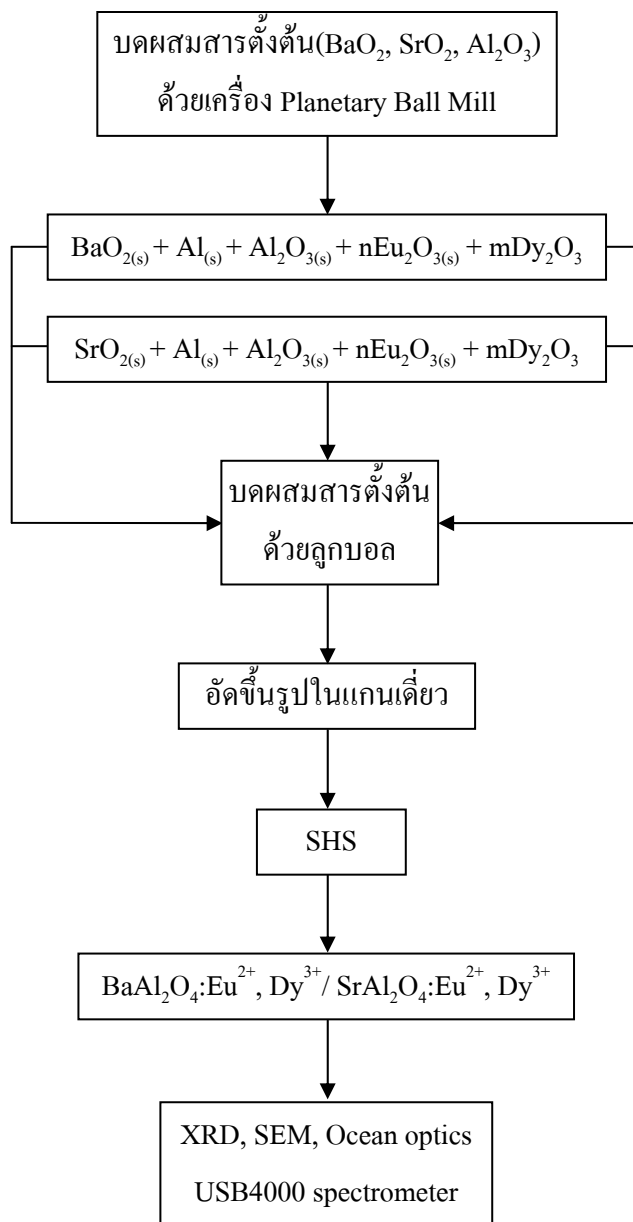 บดผสมสารตั้งต้น(BaO₂, SrO₂, Al₂O₃)
ด้วยเครื่อง Planetary Ball Mill
BaO₂₍ₛ₎ + Al₍ₛ₎ + Al₂O₃₍ₛ₎ + nEu₂O₃₍ₛ₎ + mDy₂O₃
SrO₂₍ₛ₎ + Al₍ₛ₎ + Al₂O₃₍ₛ₎ + nEu₂O₃₍ₛ₎ + mDy₂O₃
บดผสมสารตั้งต้น
ด้วยลูกบอล
อัดขึ้นรูปในแกนเดี่ยว
SHS
BaAl₂O₄:Eu²⁺, Dy³⁺/ SrAl₂O₄:Eu²⁺, Dy³⁺
XRD, SEM, Ocean optics
USB4000 spectrometer